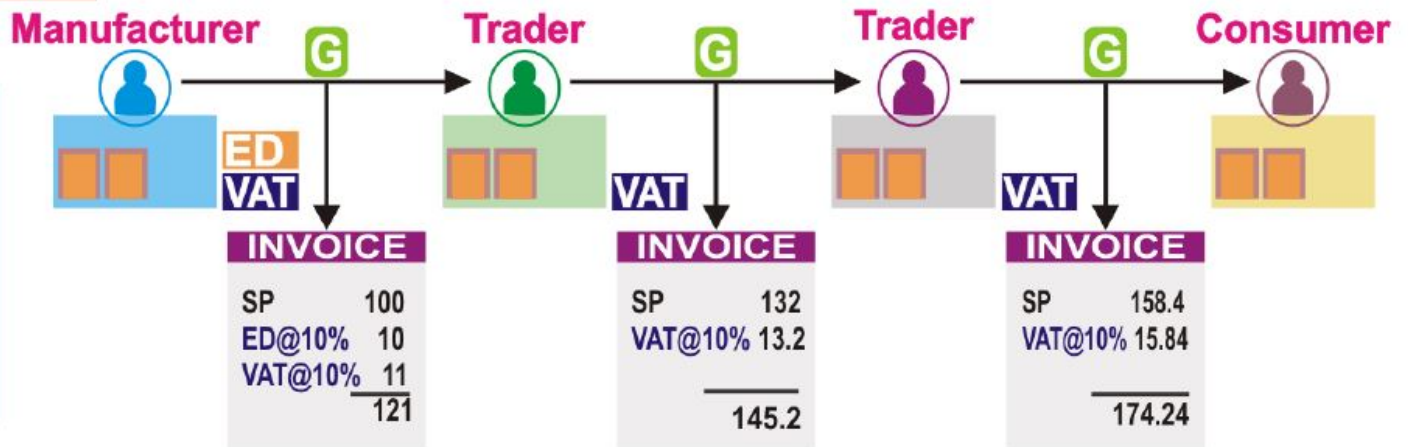 Manufacturer G Trader G Trader G Consumer
ED
VAT VAT VAT
INVOICE
SP 100
ED@10% 10
VAT@10% 11
121
INVOICE
SP 132
VAT@10% 13.2
145.2
INVOICE
SP 158.4
VAT@10% 15.84
174.24